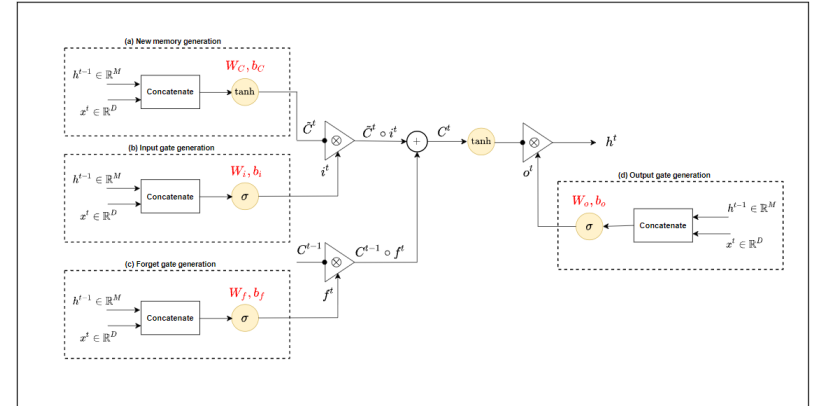 (a) New memory generation
W_C, b_C
h^{t-1} ∈ ℝ^M
x^t ∈ ℝ^D
Concatenate
tanh
C̃^t
⊗
C̃^t ∘ i^t
+
C^t
tanh
⊗
h^t
i^t
o^t
(b) Input gate generation
W_i, b_i
h^{t-1} ∈ ℝ^M
x^t ∈ ℝ^D
Concatenate
σ
(d) Output gate generation
W_o, b_o
σ
Concatenate
h^{t-1} ∈ ℝ^M
x^t ∈ ℝ^D
C^{t-1}
⊗
C^{t-1} ∘ f^t
f^t
(c) Forget gate generation
W_f, b_f
h^{t-1} ∈ ℝ^M
x^t ∈ ℝ^D
Concatenate
σ